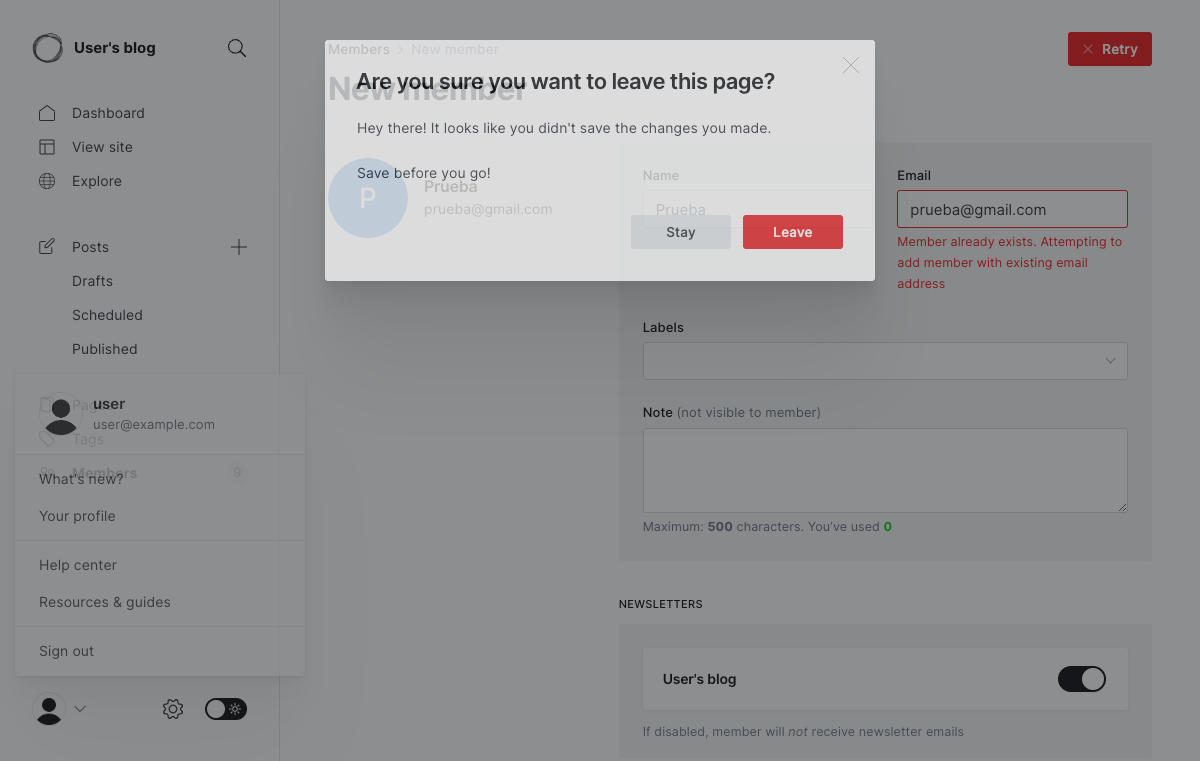 User's blog
Dashboard
View site
Explore
Posts
Drafts
Scheduled
Published
Pages
Tags
Members 9
user
user@example.com
What's new?
Your profile
Help center
Resources & guides
Sign out
Members New member
New member
Retry
Are you sure you want to leave this page?
Hey there! It looks like you didn't save the changes you made.
Save before you go!
Stay
Leave
P
Prueba
prueba@gmail.com
Name
Prueba
Email
prueba@gmail.com
Member already exists. Attempting to
add member with existing email
address
Labels
Note (not visible to member)
Maximum: 500 characters. You've used 0
NEWSLETTERS
User's blog
If disabled, member will not receive newsletter emails